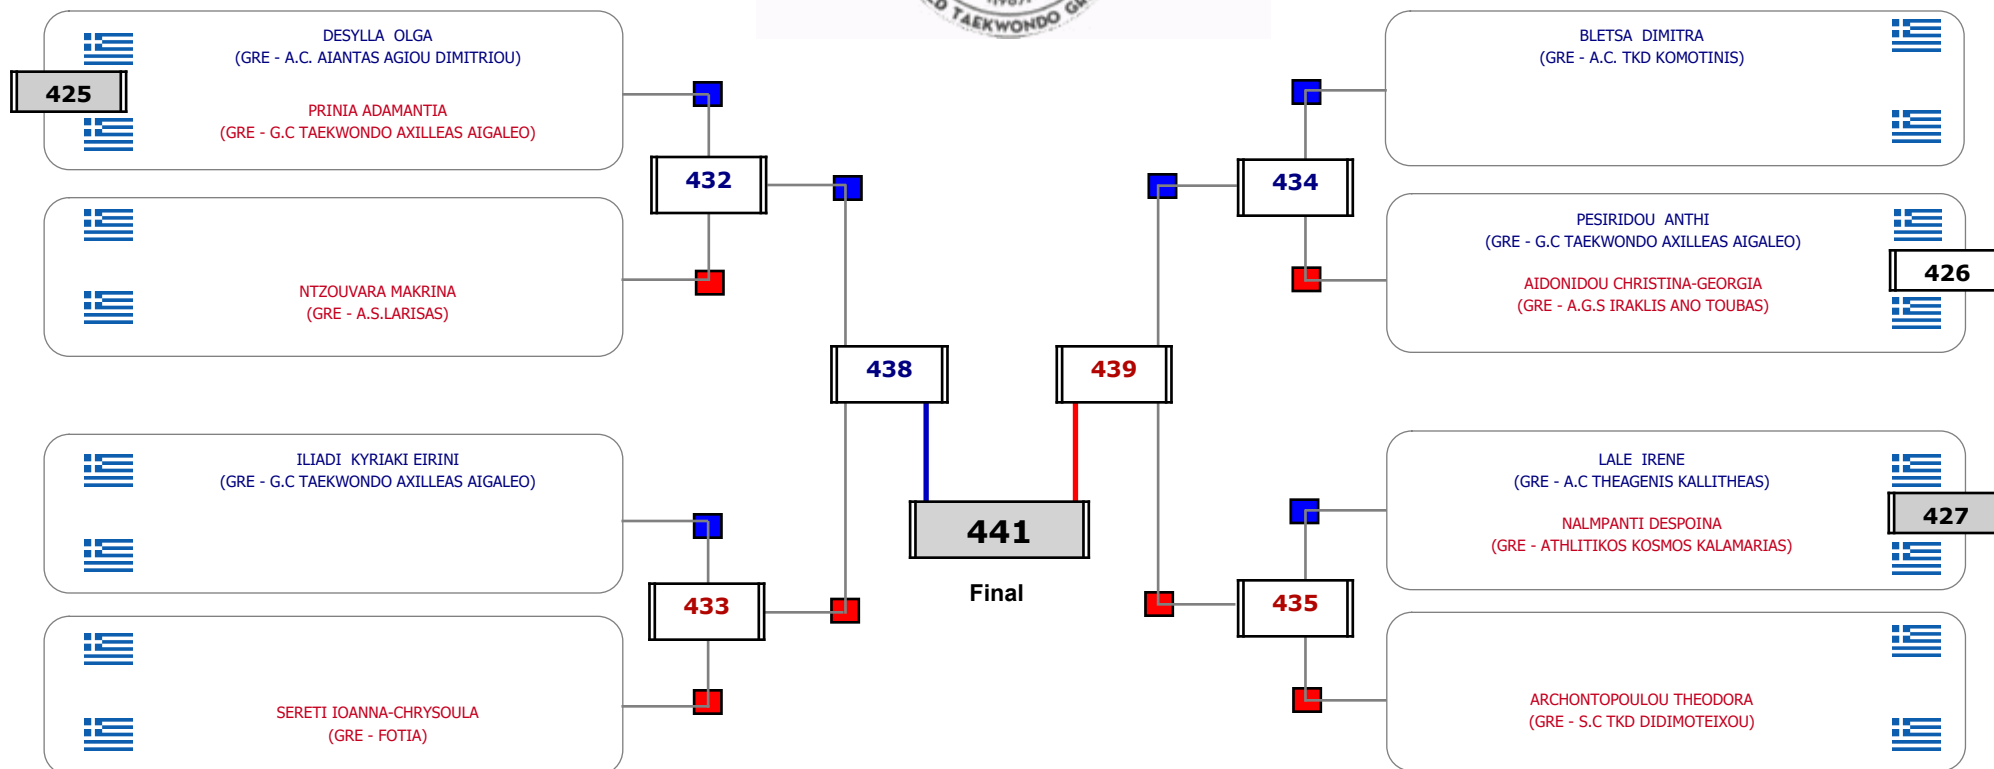 TAEKWONDO
DESYLLA OLGA
(GRE - A.C. AIANTAS AGIOU DIMITRIOU)
425
PRINIA ADAMANTIA
(GRE - G.C TAEKWONDO AXILLEAS AIGALEO)
432
NTZOUVARA MAKRINA
(GRE - A.S.LARISAS)
438
ILIADI KYRIAKI EIRINI
(GRE - G.C TAEKWONDO AXILLEAS AIGALEO)
433
SERETI IOANNA-CHRYSOULA
(GRE - FOTIA)
441
Final
BLETSA DIMITRA
(GRE - A.C. TKD KOMOTINIS)
434
PESIRIDOU ANTHI
(GRE - G.C TAEKWONDO AXILLEAS AIGALEO)
426
AIDONIDOU CHRISTINA-GEORGIA
(GRE - A.G.S IRAKLIS ANO TOUBAS)
439
LALE IRENE
(GRE - A.C THEAGENIS KALLITHEAS)
427
NALMPANTI DESPOINA
(GRE - ATHLITIKOS KOSMOS KALAMARIAS)
435
ARCHONTOPOULOU THEODORA
(GRE - S.C TKD DIDIMOTEIXOU)